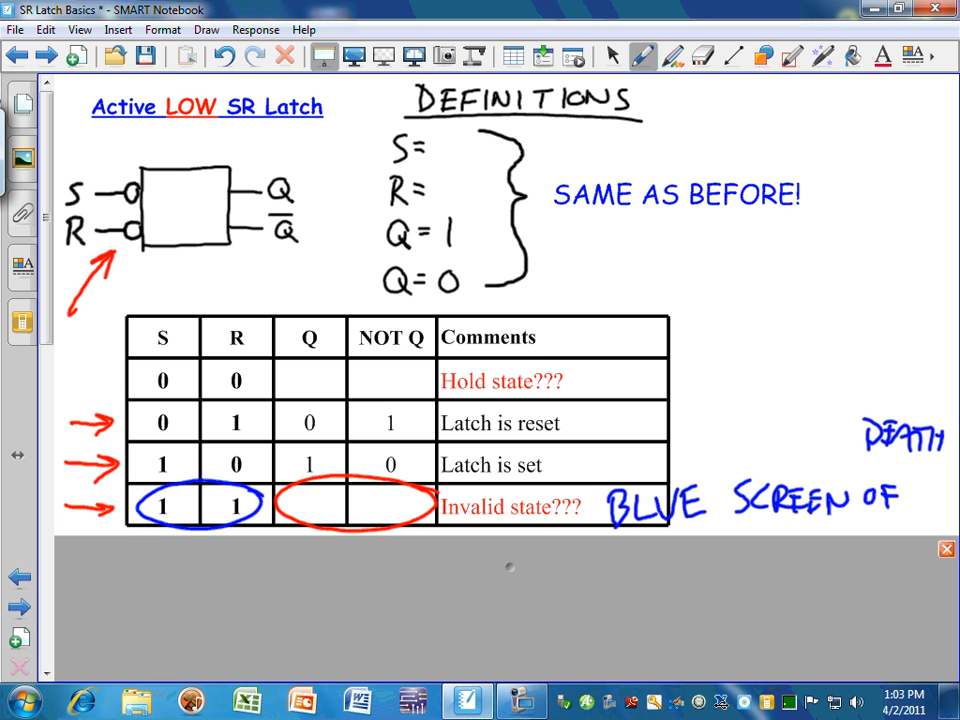 SR Latch Basics * - SMART Notebook
File Edit View Insert Format Draw Response Help
Active LOW SR Latch
DEFINITIONS
S=
R=
Q = 1
Q = 0
SAME AS BEFORE!
S Q
R Q̅
S R Q NOT Q Comments
0 0 Hold state???
0 1 0 1 Latch is reset
1 0 1 0 Latch is set
1 1 Invalid state???
BLUE SCREEN OF
DEATH
1:03 PM
4/2/2011